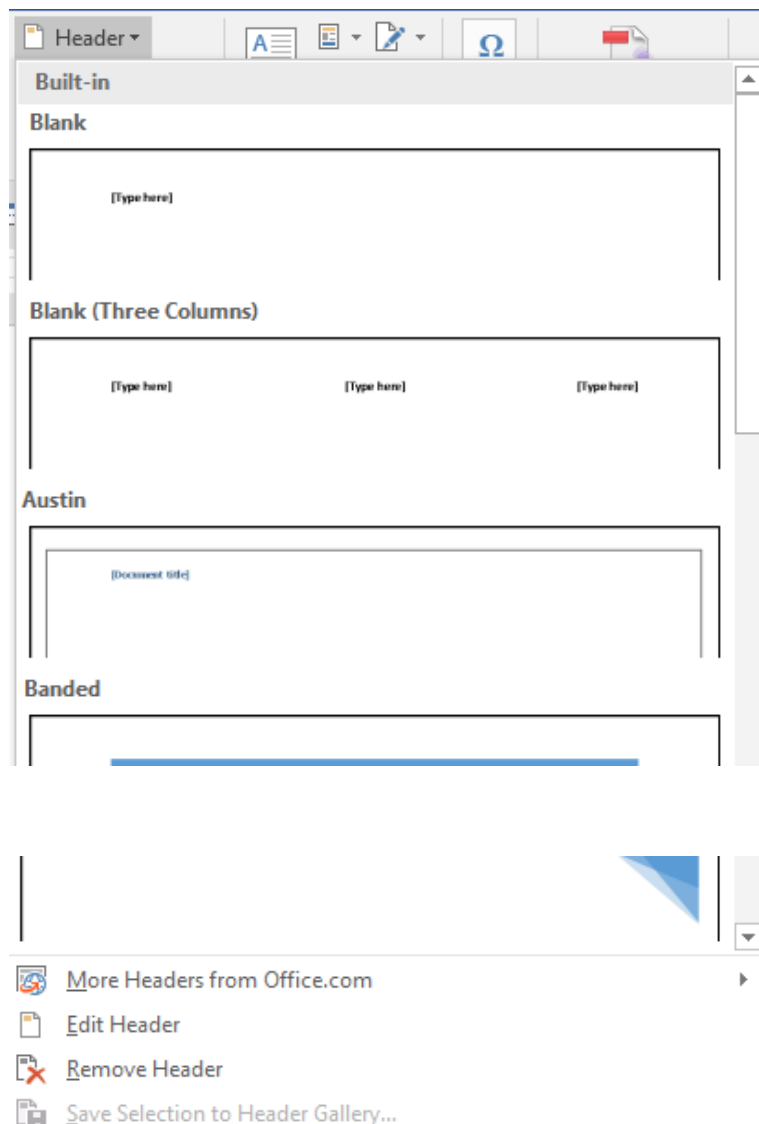 Header
A
Ω
Built-in
Blank
[Type here]
Blank (Three Columns)
[Type here] [Type here] [Type here]
Austin
[Document title]
Banded
More Headers from Office.com
Edit Header
Remove Header
Save Selection to Header Gallery...